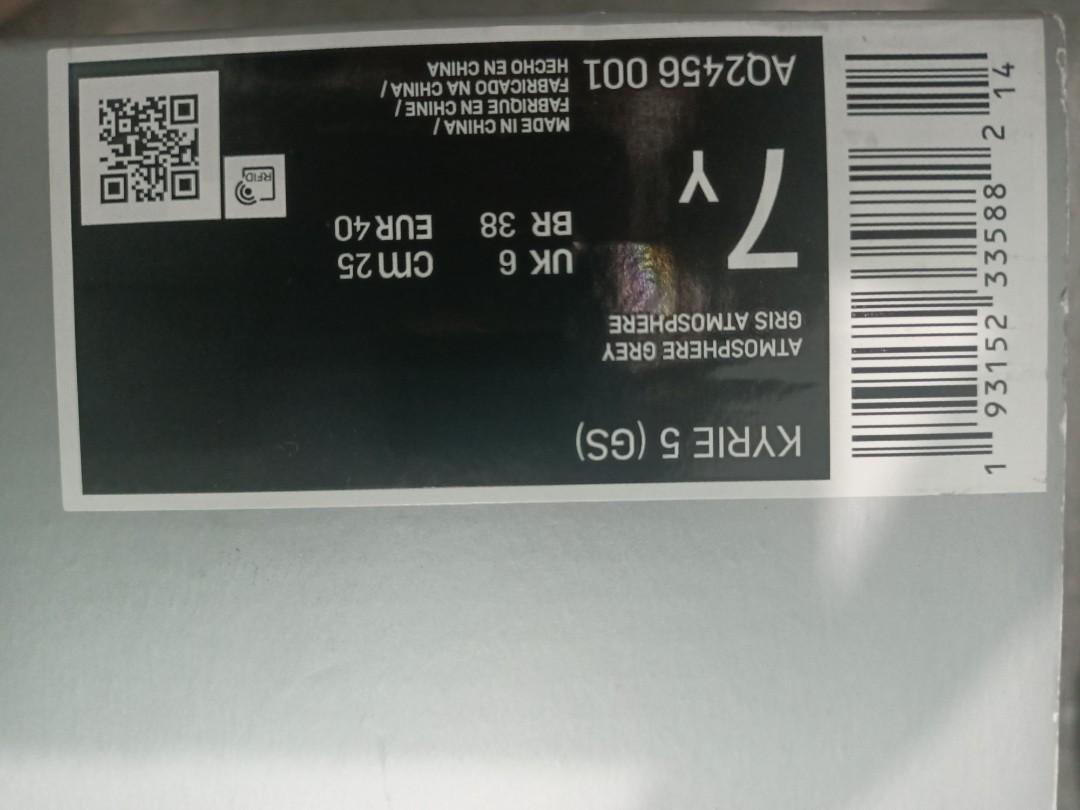 KYRIE 5 (GS)
ATMOSPHERE GREY
GRIS ATMOSPHERE
7Y
UK 6 cm 25
BR 38 EUR 40
RFID
MADE IN CHINA /
FABRIQUE EN CHINE /
FABRICADO NA CHINA /
HECHO EN CHINA
AQ2456 001
1 93152 33588 2 14